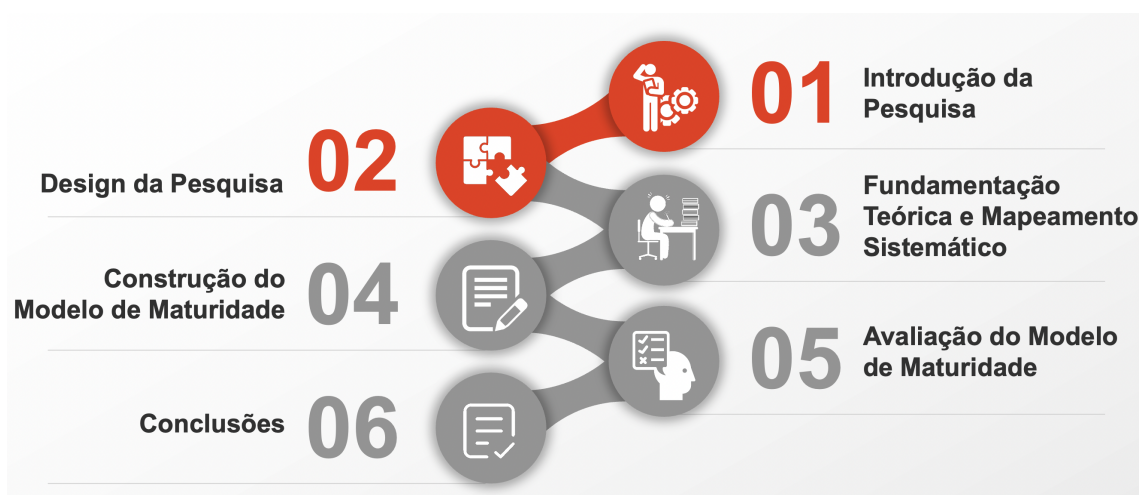 01
Introdução da
Pesquisa
02
Design da Pesquisa
03
Fundamentação
Teórica e Mapeamento
Sistemático
04
Construção do
Modelo de Maturidade
05
Avaliação do Modelo
de Maturidade
06
Conclusões